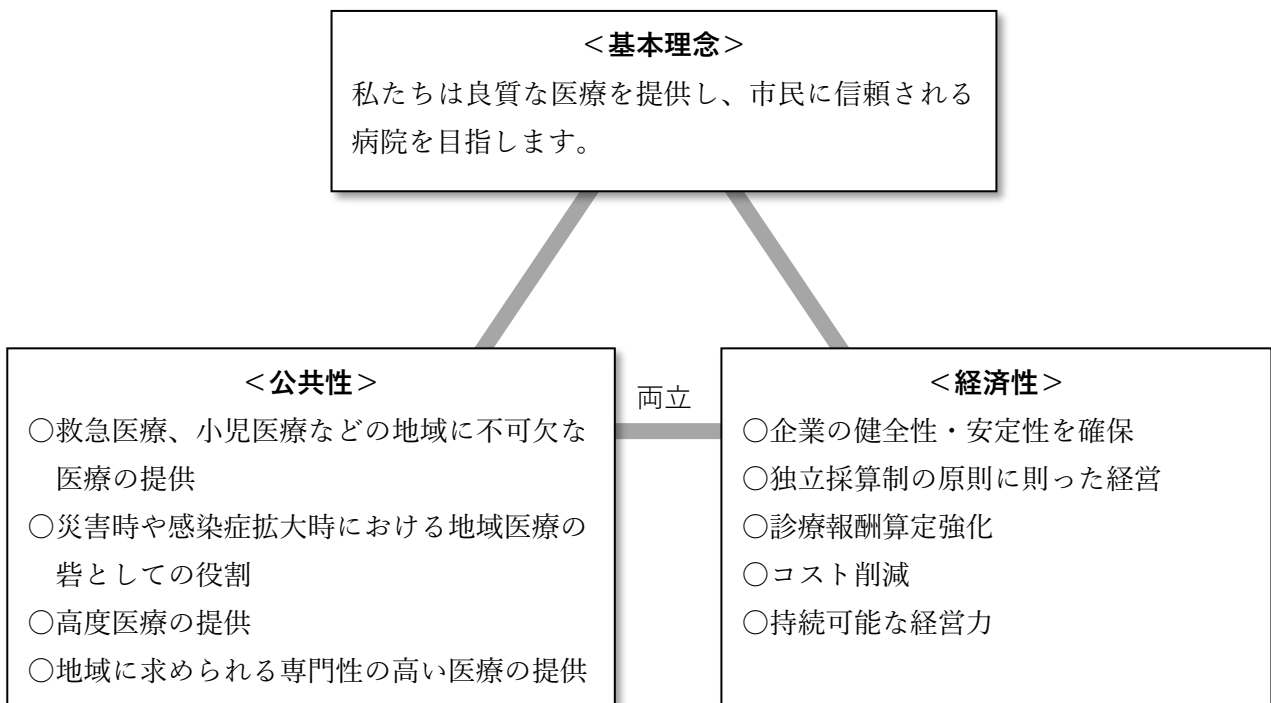 ＜基本理念＞
私たちは良質な医療を提供し、市民に信頼される
病院を目指します。
＜公共性＞
○救急医療、小児医療などの地域に不可欠な
医療の提供
○災害時や感染症拡大時における地域医療の
砦としての役割
○高度医療の提供
○地域に求められる専門性の高い医療の提供
両立
＜経済性＞
○企業の健全性・安定性を確保
○独立採算制の原則に則った経営
○診療報酬算定強化
○コスト削減
○持続可能な経営力